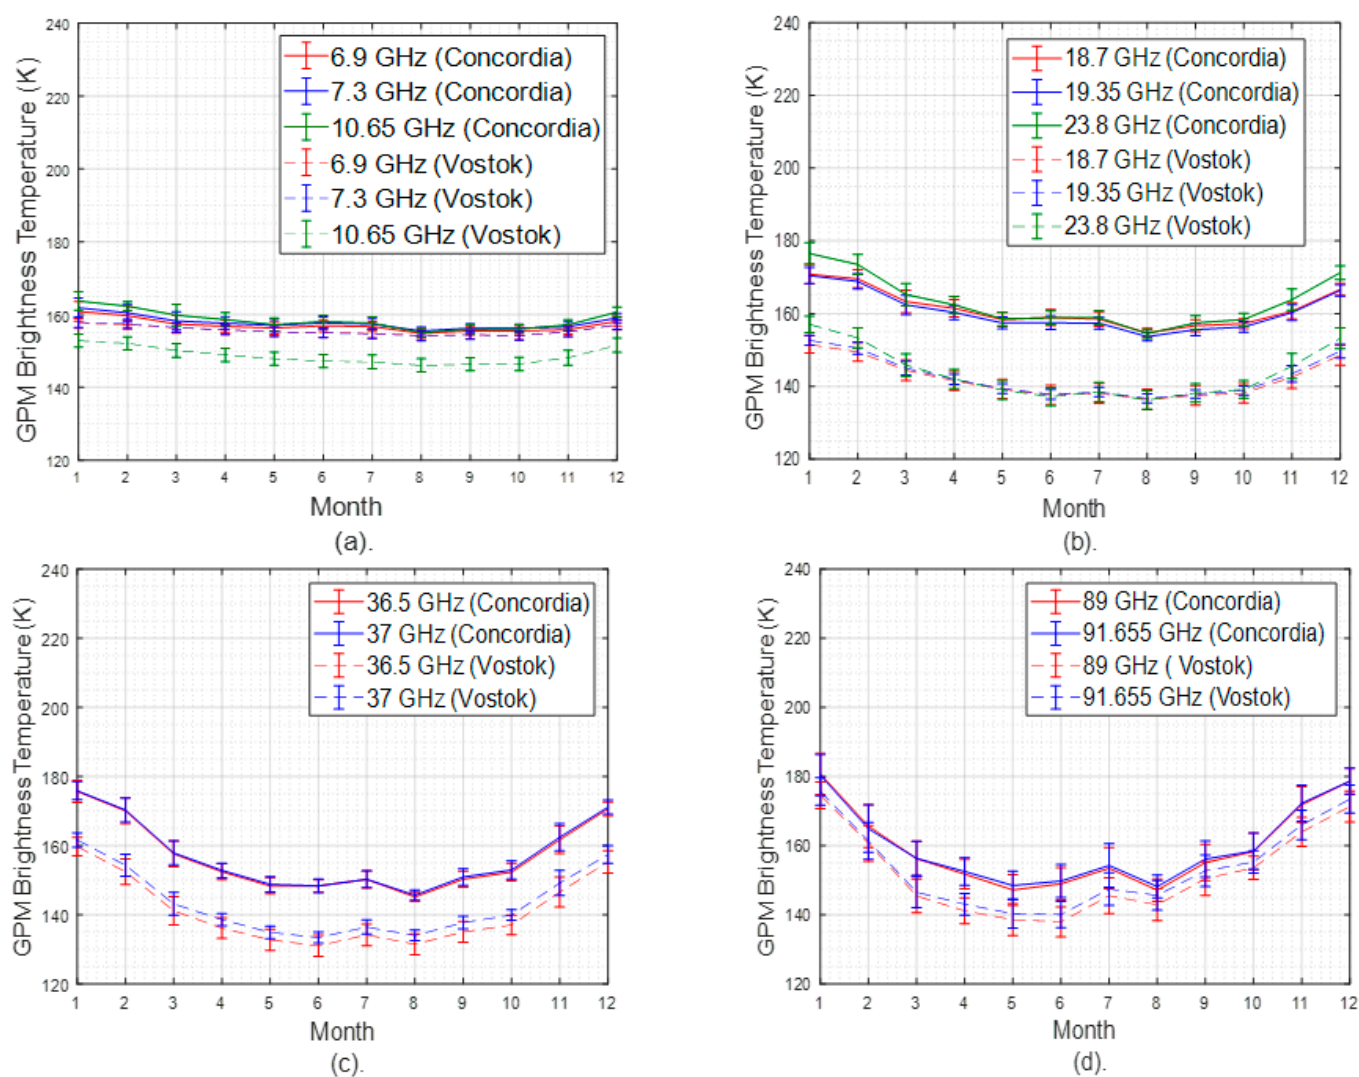 240
220
200
180
160
140
120
GPM Brightness Temperature (K)
6.9 GHz (Concordia)
7.3 GHz (Concordia)
10.65 GHz (Concordia)
6.9 GHz (Vostok)
7.3 GHz (Vostok)
10.65 GHz (Vostok)
1 2 3 4 5 6 7 8 9 10 11 12
Month
(a).
240
220
200
180
160
140
120
GPM Brightness Temperature (K)
18.7 GHz (Concordia)
19.35 GHz (Concordia)
23.8 GHz (Concordia)
18.7 GHz (Vostok)
19.35 GHz (Vostok)
23.8 GHz (Vostok)
1 2 3 4 5 6 7 8 9 10 11 12
Month
(b).
240
220
200
180
160
140
120
GPM Brightness Temperature (K)
36.5 GHz (Concordia)
37 GHz (Concordia)
36.5 GHz (Vostok)
37 GHz (Vostok)
1 2 3 4 5 6 7 8 9 10 11 12
Month
(c).
240
220
200
180
160
140
120
GPM Brightness Temperature (K)
89 GHz (Concordia)
91.655 GHz (Concordia)
89 GHz ( Vostok)
91.655 GHz (Vostok)
1 2 3 4 5 6 7 8 9 10 11 12
Month
(d).